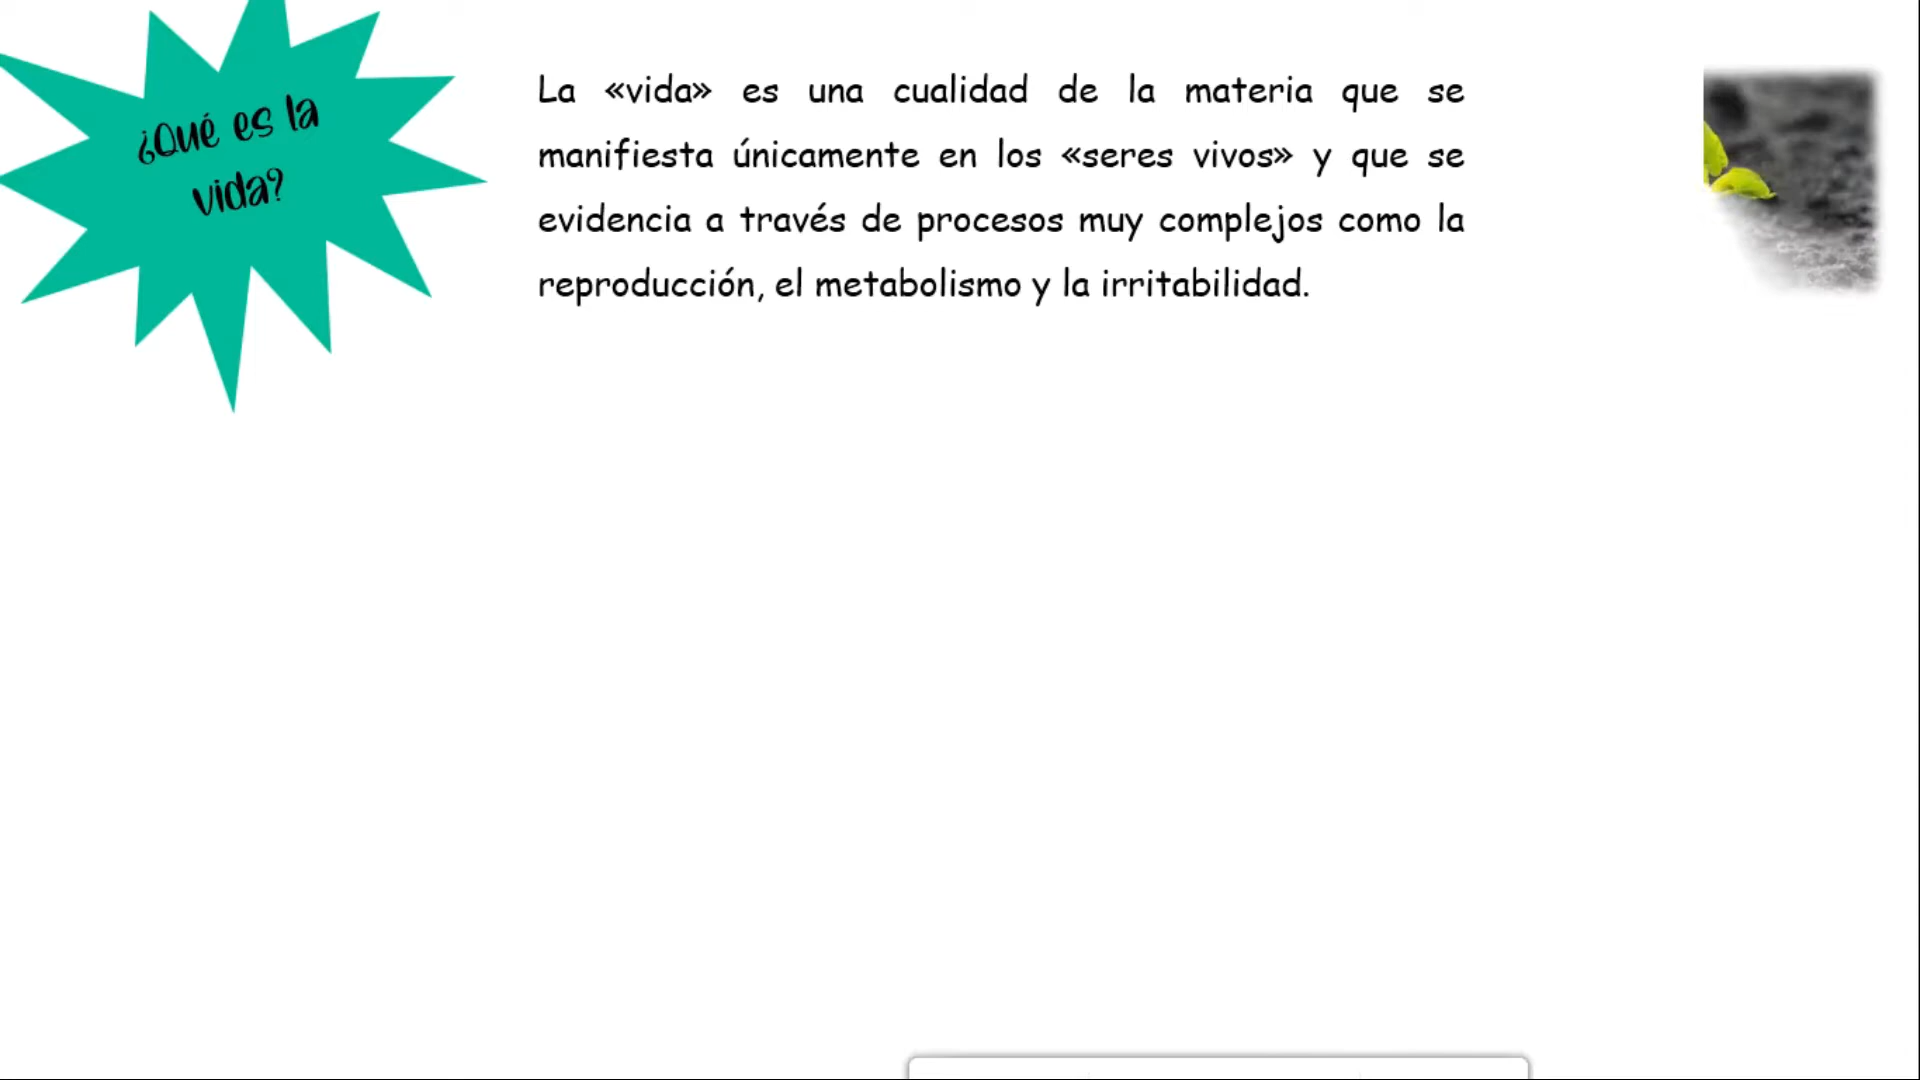 ¿Qué es la
vida?
La «vida» es una cualidad de la materia que se
manifiesta únicamente en los «seres vivos» y que se
evidencia a través de procesos muy complejos como la
reproducción, el metabolismo y la irritabilidad.